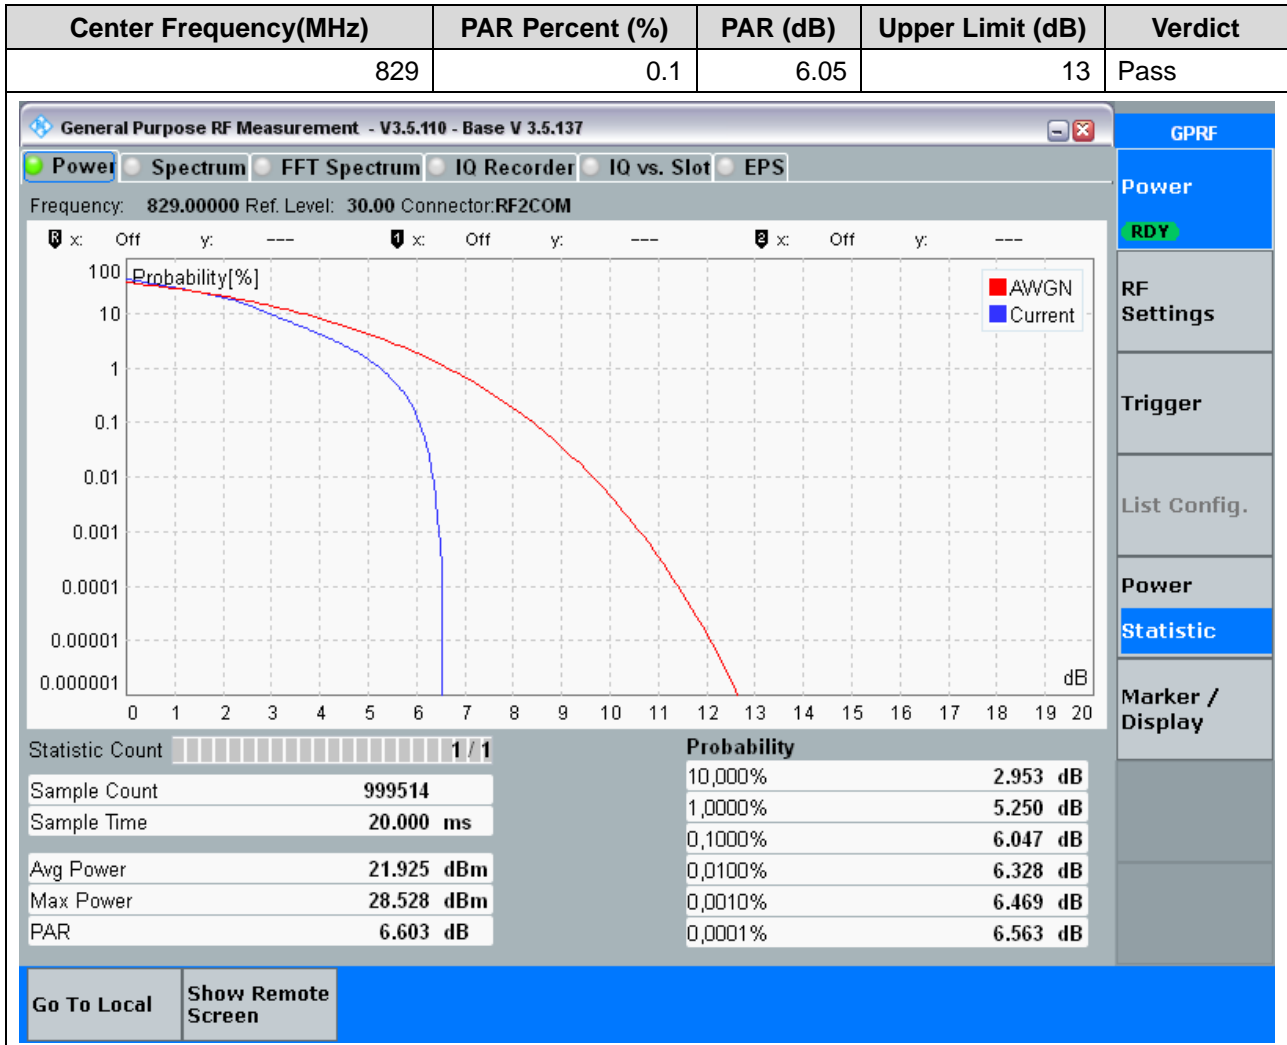 Center Frequency(MHz) PAR Percent (%) PAR (dB) Upper Limit (dB) Verdict
829 0.1 6.05 13 Pass
General Purpose RF Measurement - V3.5.110 - Base V 3.5.137
GPRF
Power Spectrum FFT Spectrum IQ Recorder IQ vs. Slot EPS
Power
RDY
Frequency: 829.00000 Ref. Level: 30.00 Connector:RF2COM
R x: Off y: --- 1 x: Off y: --- 2 x: Off y: ---
Probability[%]
AWGN
Current
100
10
1
0.1
0.01
0.001
0.0001
0.00001
0.000001
dB
0 1 2 3 4 5 6 7 8 9 10 11 12 13 14 15 16 17 18 19 20
RF
Settings
Trigger
List Config.
Power
Statistic
Marker /
Display
Statistic Count 1 / 1
Sample Count 999514
Sample Time 20.000 ms
Avg Power 21.925 dBm
Max Power 28.528 dBm
PAR 6.603 dB
Probability
10,000% 2.953 dB
1,0000% 5.250 dB
0,1000% 6.047 dB
0,0100% 6.328 dB
0,0010% 6.469 dB
0,0001% 6.563 dB
Go To Local
Show Remote
Screen